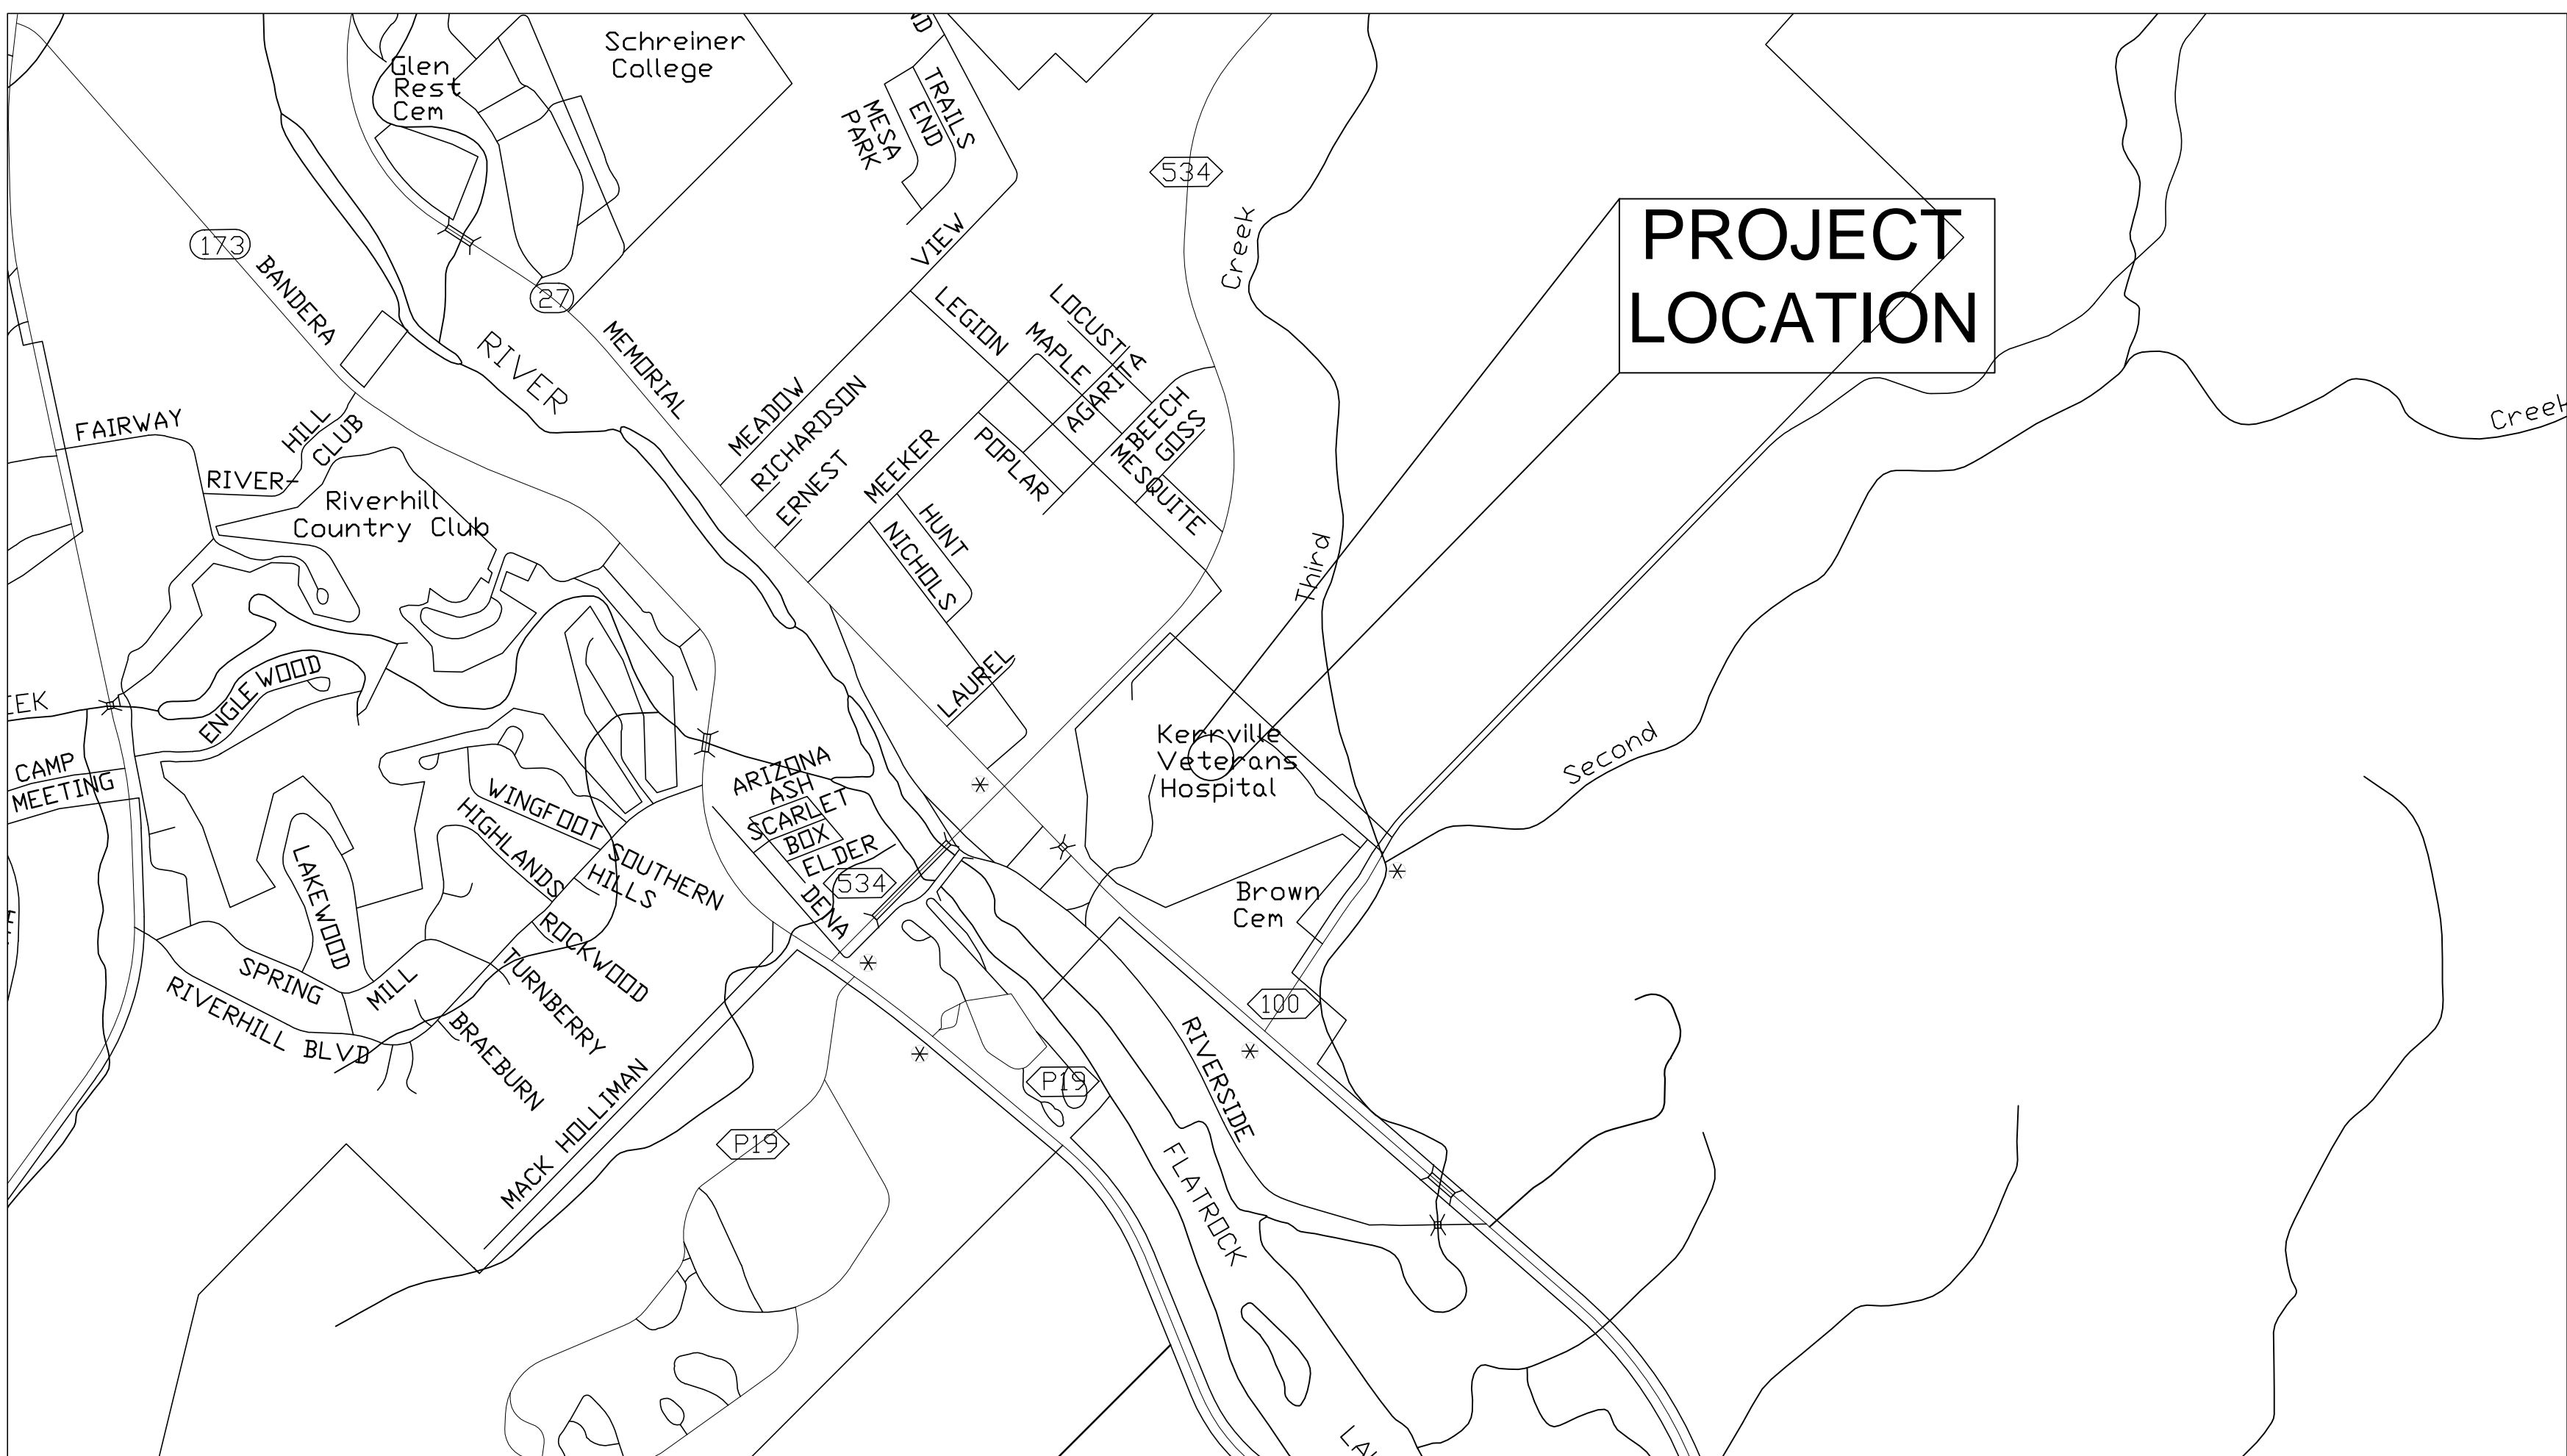 Schreiner
College
Glen
Rest
Cem
TRAILS
END
MESA
PARK
534
173
BANDERA
27
VIEW
Creek
PROJECT
LOCATION
RIVER
MEMORIAL
LEGION
LOCUST
MAPLE
AGARITA
MEADOW
RICHARDSON
ERNEST
MEEKER
POPLAR
BEECH
GOSS
MESQUITE
HUNT
NICHOLS
FAIRWAY
HILL
CLUB
RIVER-
Riverhill
Country Club
Creek
Third
LAUREL
ENGLEWOOD
EEK
CAMP
MEETING
Kerrville
Veterans
Hospital
Second
ARIZONA
ASH
SCARLET
BOX
ELDER
534
DENA
WINGFOOT
HIGHLANDS
SOUTHERN
HILLS
LAKEWOOD
ROCKWOOD
TURNBERRY
BRAEBURN
SPRING
MILL
RIVERHILL BLVD
Brown
Cem
100
RIVERSIDE
P19
P19
MACK HOLLIMAN
FLATROCK